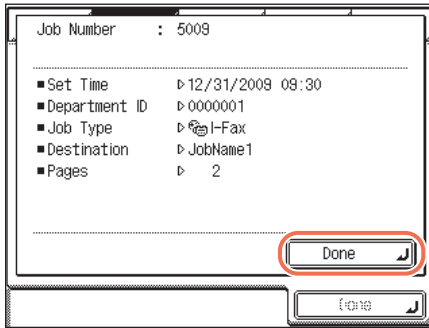 Job Number : 5009
■Set Time ▷12/31/2009 09:30
■Department ID ▷0000001
■Job Type ▷I-Fax
■Destination ▷JobName1
■Pages ▷ 2
Done
Done